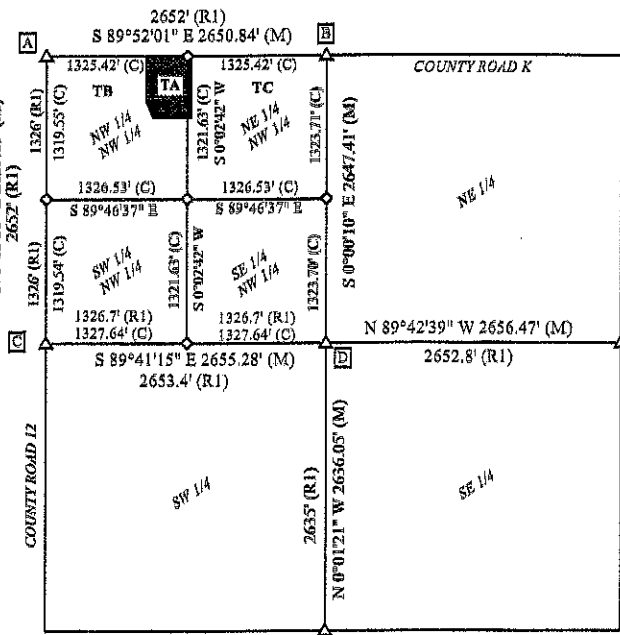 2652' (R1)
S 89°52'01" E 2650.84' (M)
A
B
1325.42' (C)
1325.42' (C)
COUNTY ROAD K
TB
TA
TC
NW 1/4
NW 1/4
NE 1/4
NW 1/4
1326' (R1)
1319.55' (C)
1321.63' (C)
S 0°02'42" W
1323.71' (C)
S 0°00'10" E 2647.41' (M)
NE 1/4
2652' (R1)
1326.53' (C)
1326.53' (C)
S 89°46'37" E
S 89°46'37" E
1326' (R1)
1319.54' (C)
SW 1/4
NW 1/4
1321.63' (C)
S 0°02'42" W
SE 1/4
NW 1/4
1323.70' (C)
1326.7' (R1)
1326.7' (R1)
1327.64' (C)
1327.64' (C)
N 89°42'39" W 2656.47' (M)
C
D
S 89°41'15" E 2655.28' (M)
2652.8' (R1)
2653.4' (R1)
COUNTY ROAD 12
SW 1/4
2635' (R1)
N 0°01'21" W 2636.05' (M)
SE 1/4